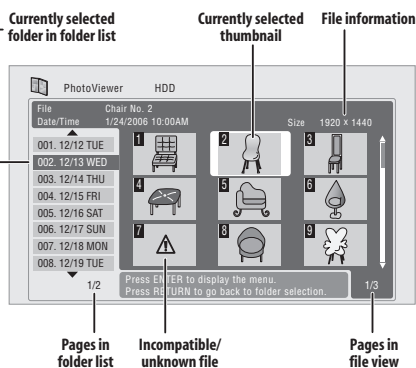 Currently selected folder in folder list
Currently selected thumbnail
File information
PhotoViewer HDD
File Chair No. 2
Date/Time 1/24/2006 10:00AM Size 1920 x 1440
001. 12/12 TUE
002. 12/13 WED
003. 12/14 THU
004. 12/15 FRI
005. 12/16 SAT
006. 12/17 SUN
007. 12/18 MON
008. 12/19 TUE
1/2
1
2
3
4
5
6
7
8
9
Press ENTER to display the menu.
Press RETURN to go back to folder selection.
1/3
Pages in folder list
Incompatible/ unknown file
Pages in file view